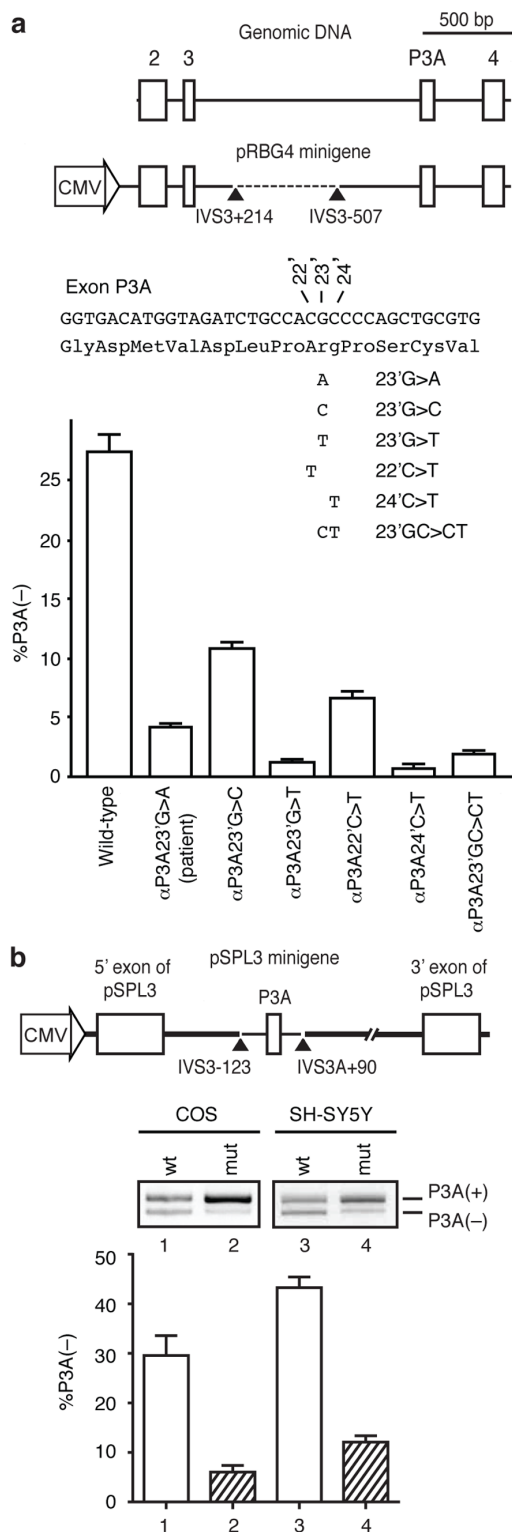 a
Genomic DNA
500 bp
2 3 P3A 4
pRBG4 minigene
CMV
IVS3+214 IVS3-507
22' 23' 24'
Exon P3A
GGTGACATGGTAGATCTGCCACGCCCCAGCTGCGTG
GlyAspMetValAspLeuProArgProSerCysVal
A 23'G>A
C 23'G>C
T 23'G>T
T 22'C>T
T 24'C>T
CT 23'GC>CT
%P3A(–)
25
20
15
10
5
0
Wild-type
αP3A23'G>A (patient)
αP3A23'G>C
αP3A23'G>T
αP3A22'C>T
αP3A24'C>T
αP3A23'GC>CT
b
pSPL3 minigene
5' exon of pSPL3
3' exon of pSPL3
P3A
CMV
IVS3-123 IVS3A+90
COS SH-SY5Y
wt mut wt mut
P3A(+)
P3A(–)
1 2 3 4
%P3A(–)
50
40
30
20
10
0
1 2 3 4